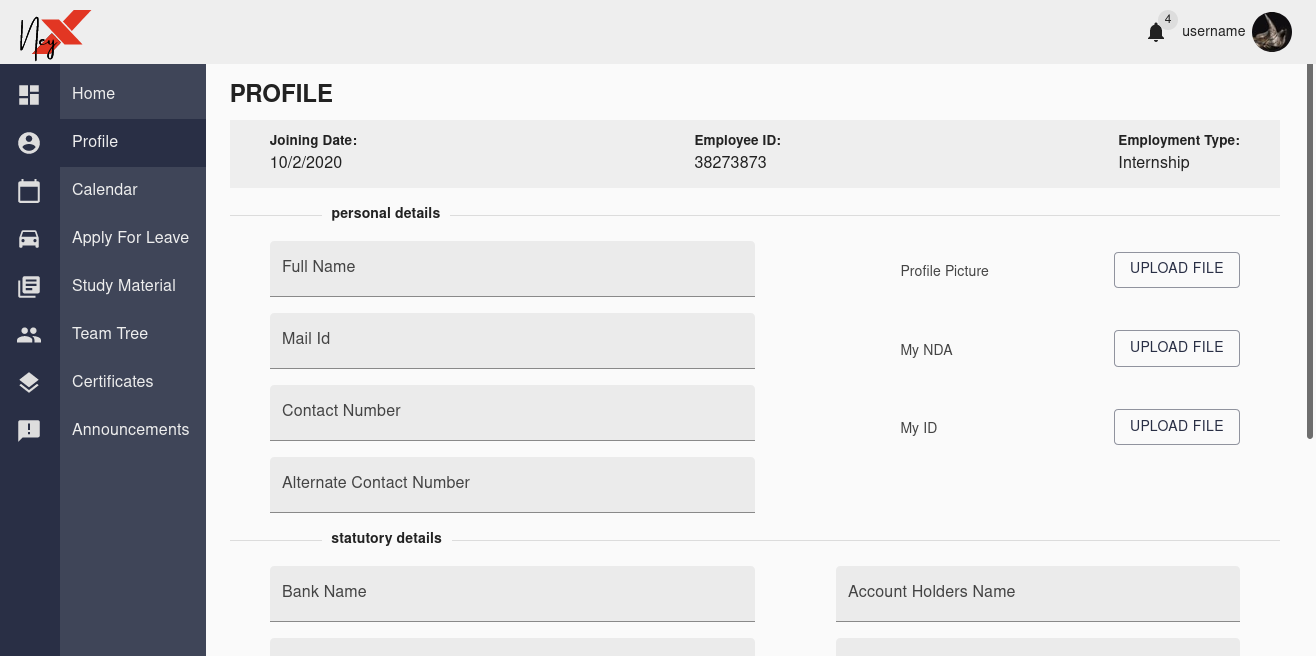 NcyX
4
username
Home
Profile
Calendar
Apply For Leave
Study Material
Team Tree
Certificates
Announcements
PROFILE
Joining Date:
10/2/2020
Employee ID:
38273873
Employment Type:
Internship
personal details
Full Name
Mail Id
Contact Number
Alternate Contact Number
Profile Picture
UPLOAD FILE
My NDA
UPLOAD FILE
My ID
UPLOAD FILE
statutory details
Bank Name
Account Holders Name